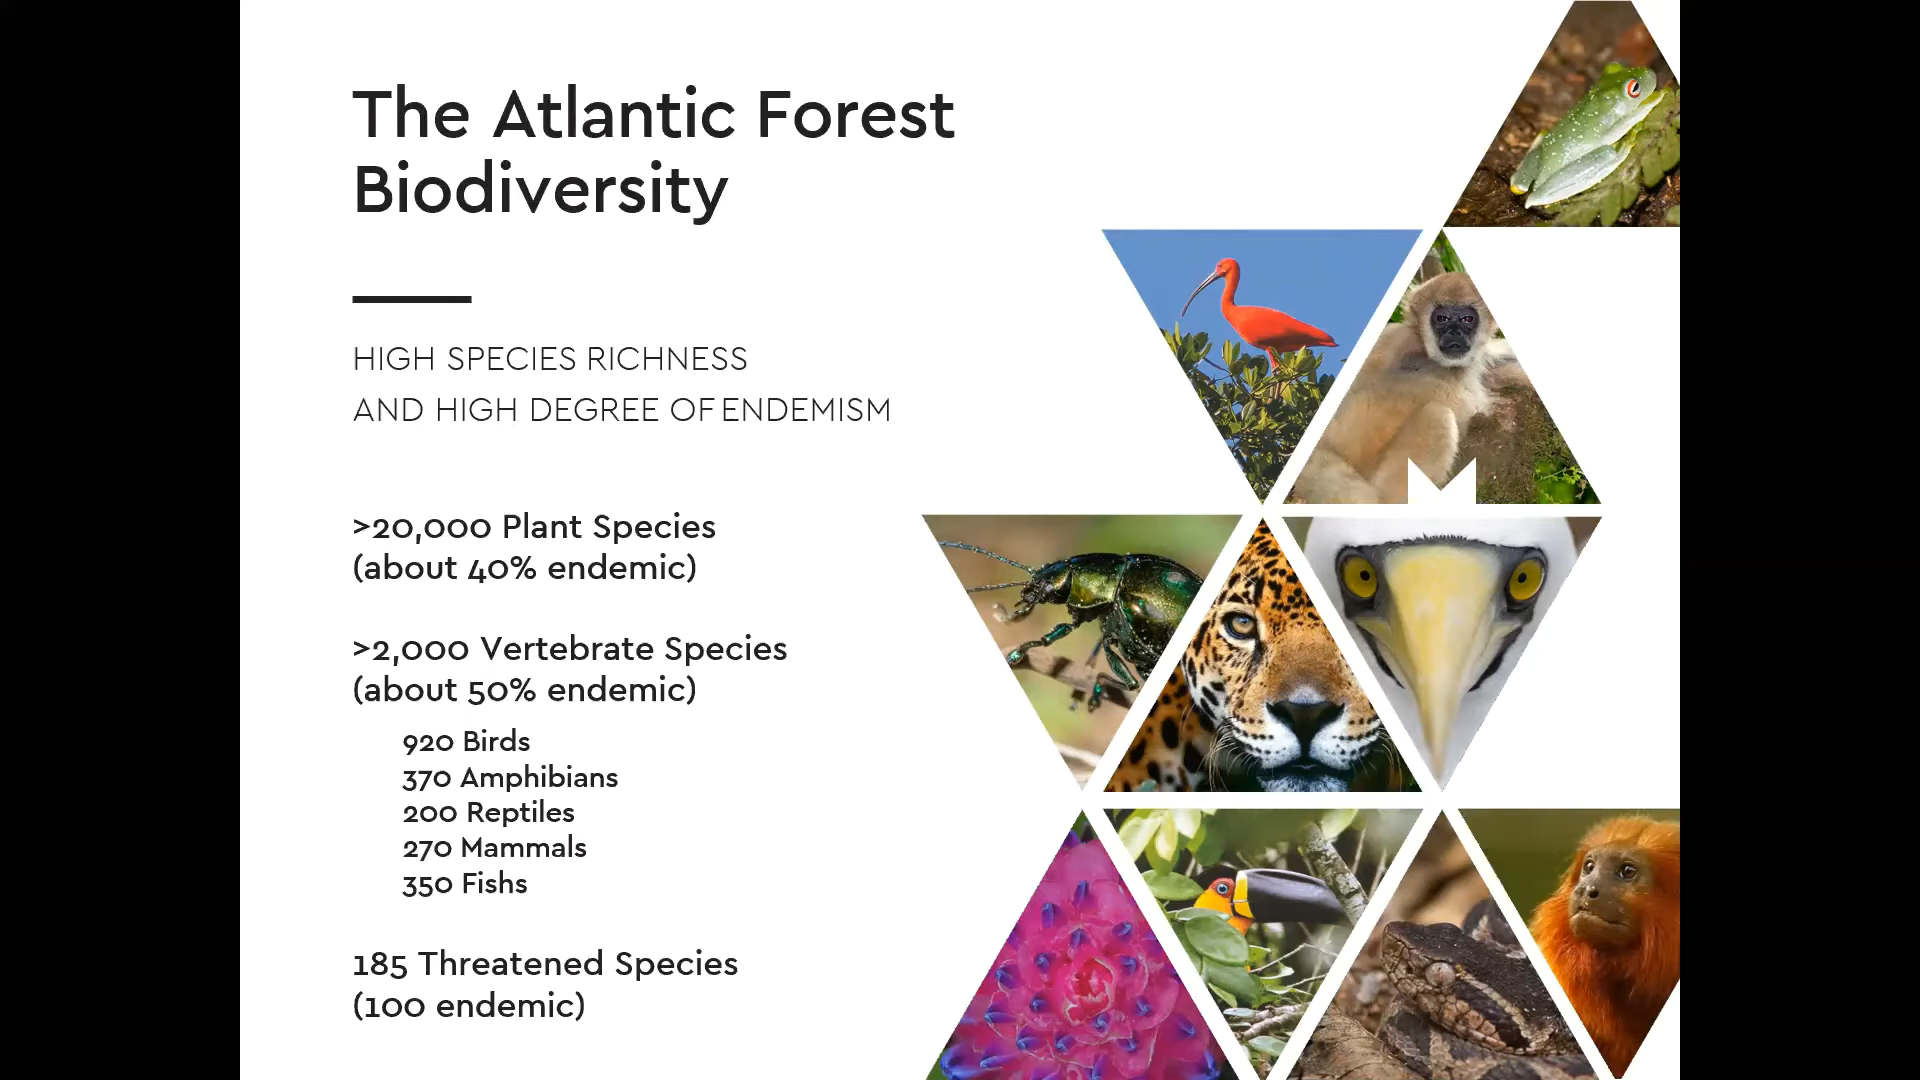 The Atlantic Forest
Biodiversity
HIGH SPECIES RICHNESS
AND HIGH DEGREE OF ENDEMISM
>20,000 Plant Species
(about 40% endemic)
>2,000 Vertebrate Species
(about 50% endemic)
920 Birds
370 Amphibians
200 Reptiles
270 Mammals
350 Fishs
185 Threatened Species
(100 endemic)